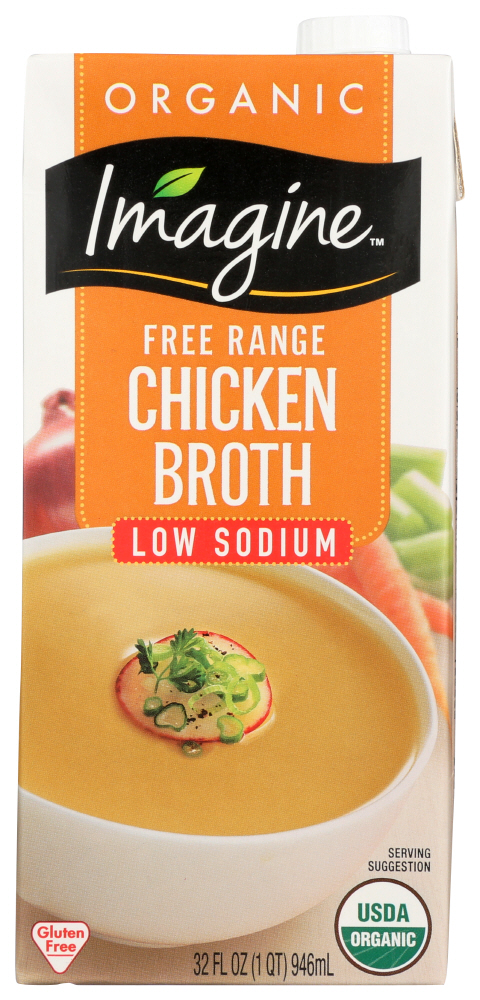 ORGANIC
Imagine™
FREE RANGE
CHICKEN
BROTH
LOW SODIUM
SERVING
SUGGESTION
USDA
ORGANIC
Gluten
Free
32 FL OZ (1 QT) 946mL